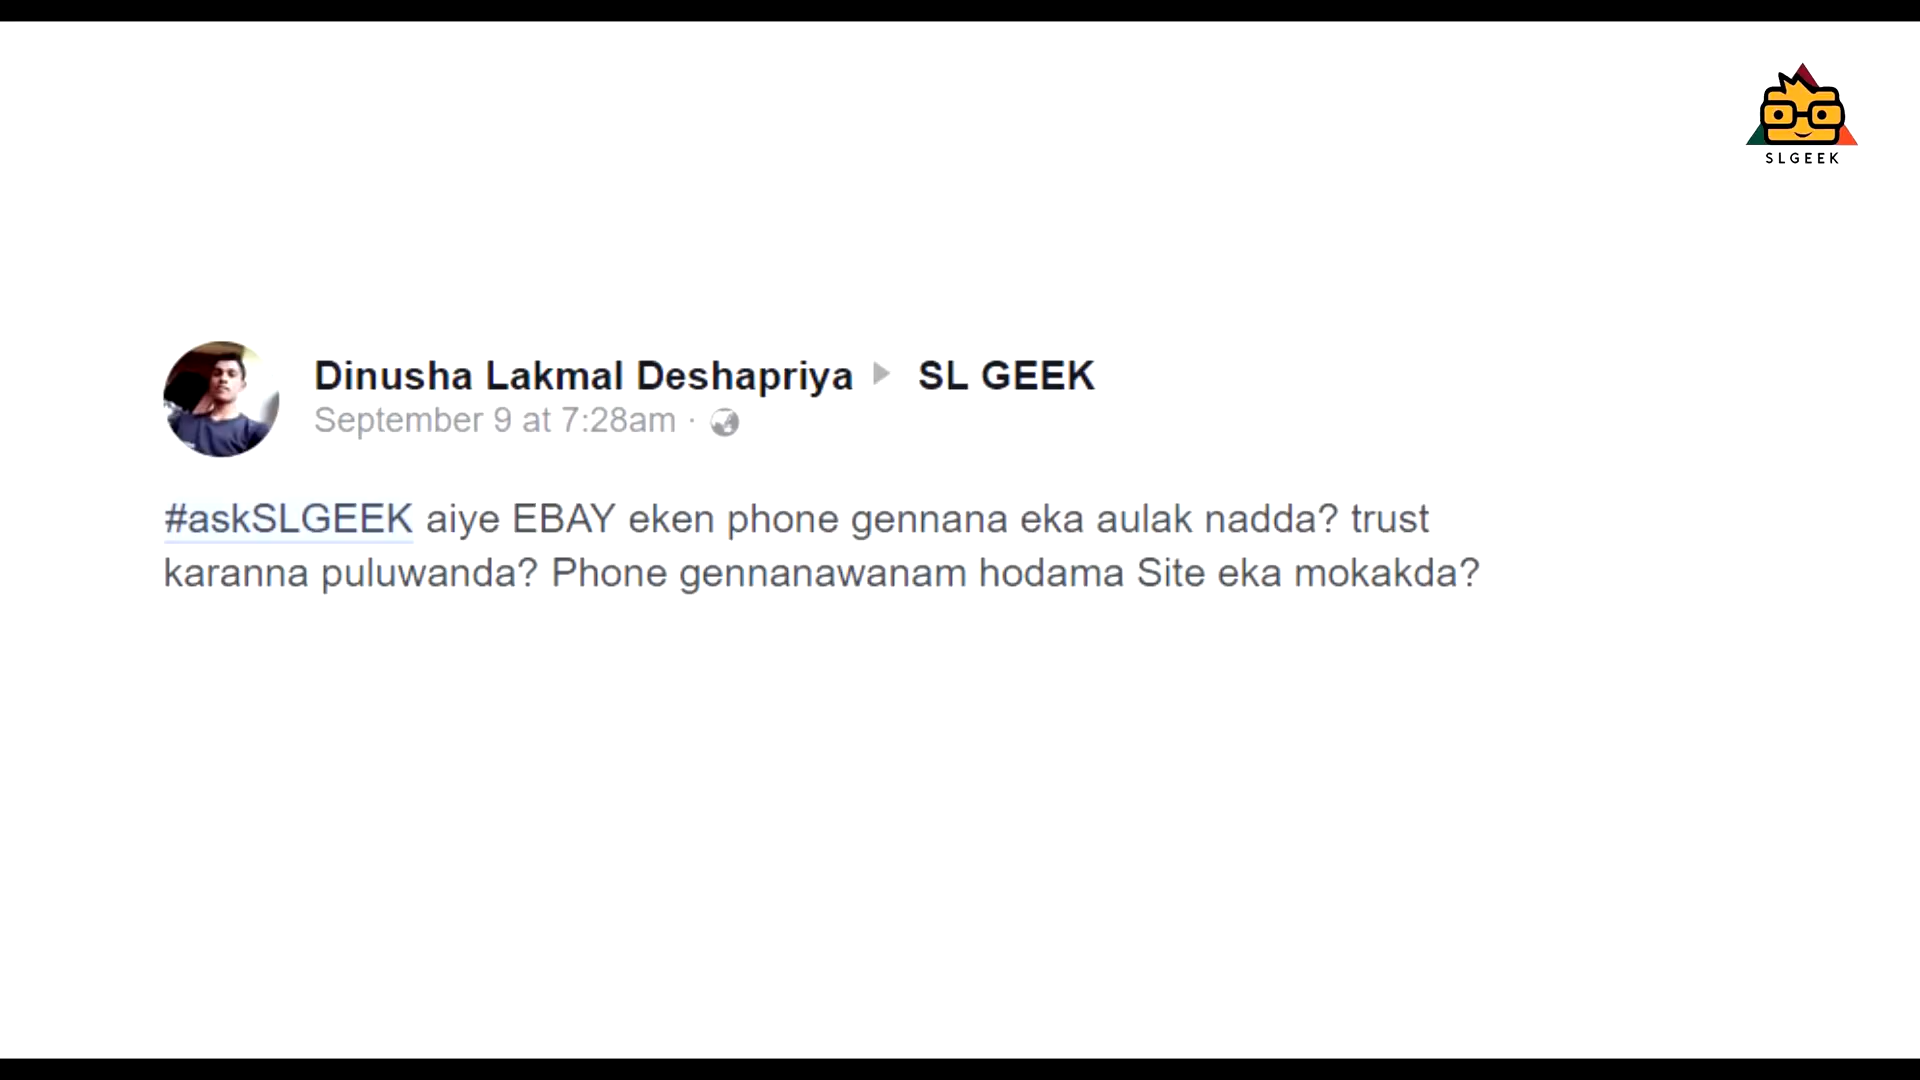 SLGEEK
Dinusha Lakmal Deshapriya SL GEEK
September 9 at 7:28am ·
#askSLGEEK aiye EBAY eken phone gennana eka aulak nadda? trust
karanna puluwanda? Phone gennanawanam hodama Site eka mokakda?